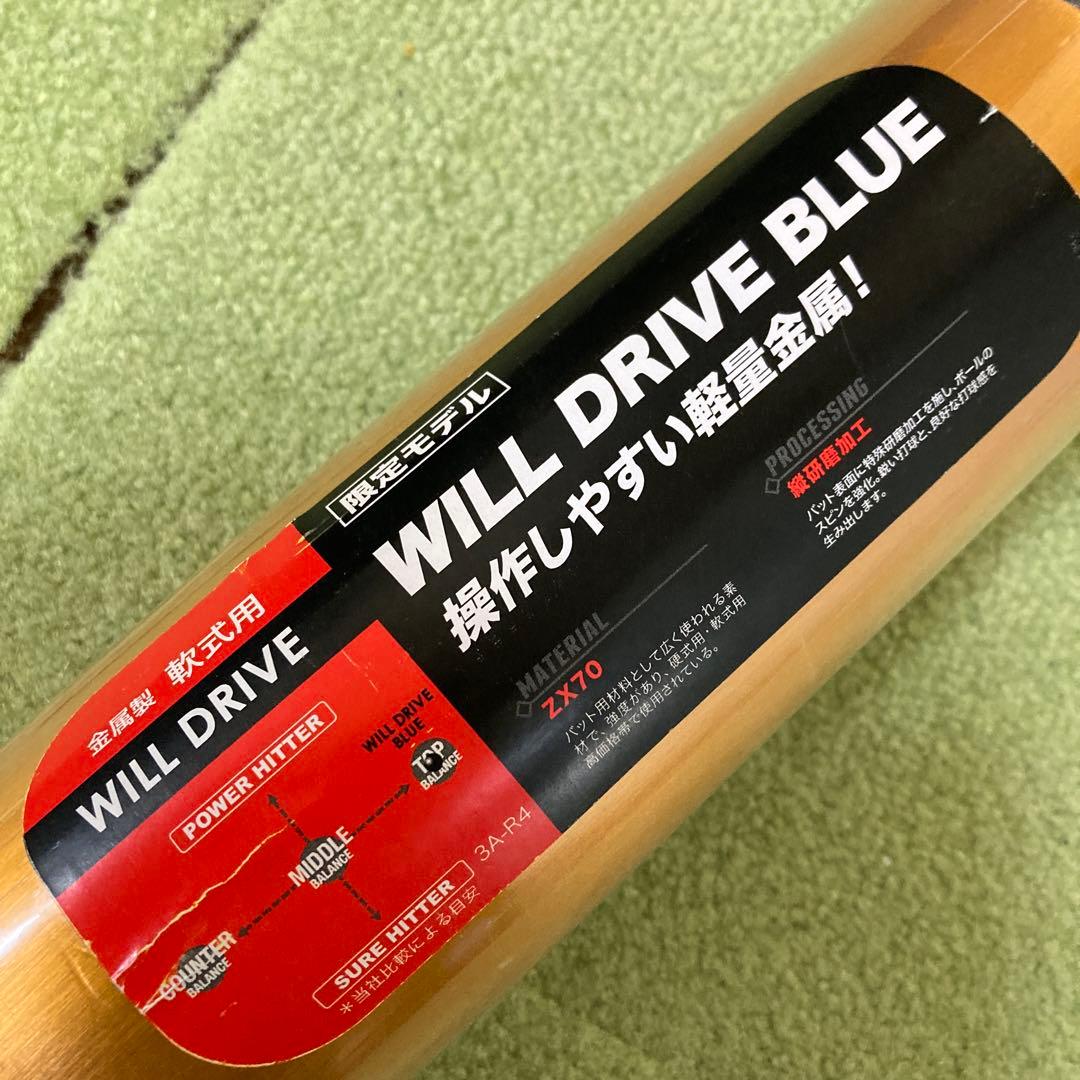 限定モデル
WILL DRIVE BLUE
操作しやすい軽量金属!
PROCESSING
縦研磨加工
バット表面に特殊研磨加工を施し、ボールの
スピンを強化。鋭い打球と、良好な打球感を
生み出します。
MATERIAL
ZX70
バット用材料として広く使われる素
材で、強度があり、硬式用・軟式用
高価格帯で使用されている。
金属製 軟式用
WILL DRIVE
POWER HITTER
WILL DRIVE
BLUE
TOP
BALANCE
MIDDLE
BALANCE
COUNTER
BALANCE
SURE HITTER
3A-R4
*当社比較による目安